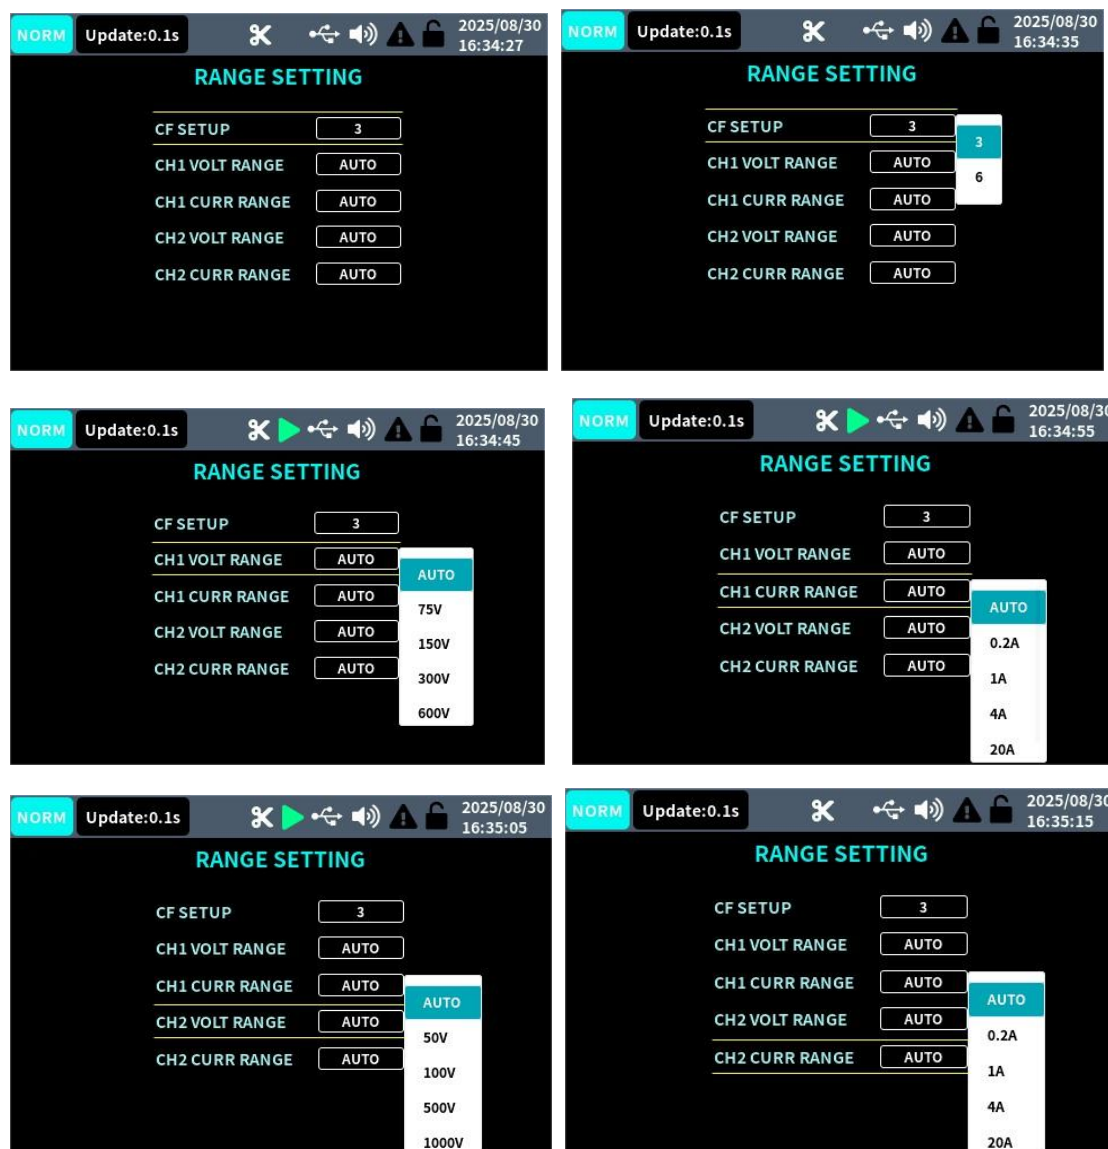 NORM Update:0.1s 2025/08/30
16:34:27
RANGE SETTING
CF SETUP 3
CH1 VOLT RANGE AUTO
CH1 CURR RANGE AUTO
CH2 VOLT RANGE AUTO
CH2 CURR RANGE AUTO
NORM Update:0.1s 2025/08/30
16:34:35
RANGE SETTING
CF SETUP 3
3
CH1 VOLT RANGE AUTO
6
CH1 CURR RANGE AUTO
CH2 VOLT RANGE AUTO
CH2 CURR RANGE AUTO
NORM Update:0.1s 2025/08/30
16:34:45
RANGE SETTING
CF SETUP 3
CH1 VOLT RANGE AUTO
AUTO
CH1 CURR RANGE AUTO
75V
CH2 VOLT RANGE AUTO
150V
CH2 CURR RANGE AUTO
300V
600V
NORM Update:0.1s 2025/08/30
16:34:55
RANGE SETTING
CF SETUP 3
CH1 VOLT RANGE AUTO
CH1 CURR RANGE AUTO
AUTO
CH2 VOLT RANGE AUTO
0.2A
CH2 CURR RANGE AUTO
1A
4A
20A
NORM Update:0.1s 2025/08/30
16:35:05
RANGE SETTING
CF SETUP 3
CH1 VOLT RANGE AUTO
CH1 CURR RANGE AUTO
AUTO
CH2 VOLT RANGE AUTO
50V
CH2 CURR RANGE AUTO
100V
500V
1000V
NORM Update:0.1s 2025/08/30
16:35:15
RANGE SETTING
CF SETUP 3
CH1 VOLT RANGE AUTO
CH1 CURR RANGE AUTO
AUTO
CH2 VOLT RANGE AUTO
0.2A
CH2 CURR RANGE AUTO
1A
4A
20A